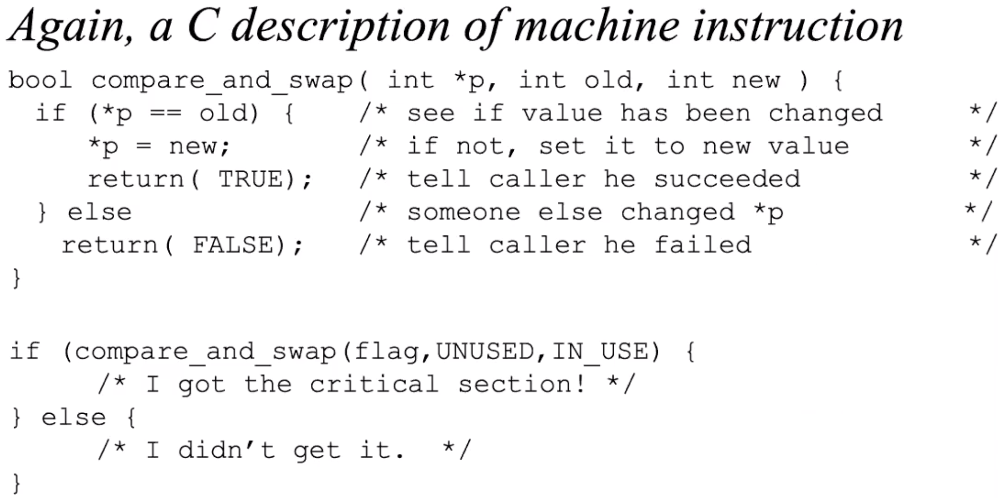 Again, a C description of machine instruction
bool compare_and_swap( int *p, int old, int new ) {
if (*p == old) { /* see if value has been changed */
*p = new; /* if not, set it to new value */
return( TRUE); /* tell caller he succeeded */
} else /* someone else changed *p */
return( FALSE); /* tell caller he failed */
}
if (compare_and_swap(flag,UNUSED,IN_USE) {
/* I got the critical section! */
} else {
/* I didn’t get it. */
}